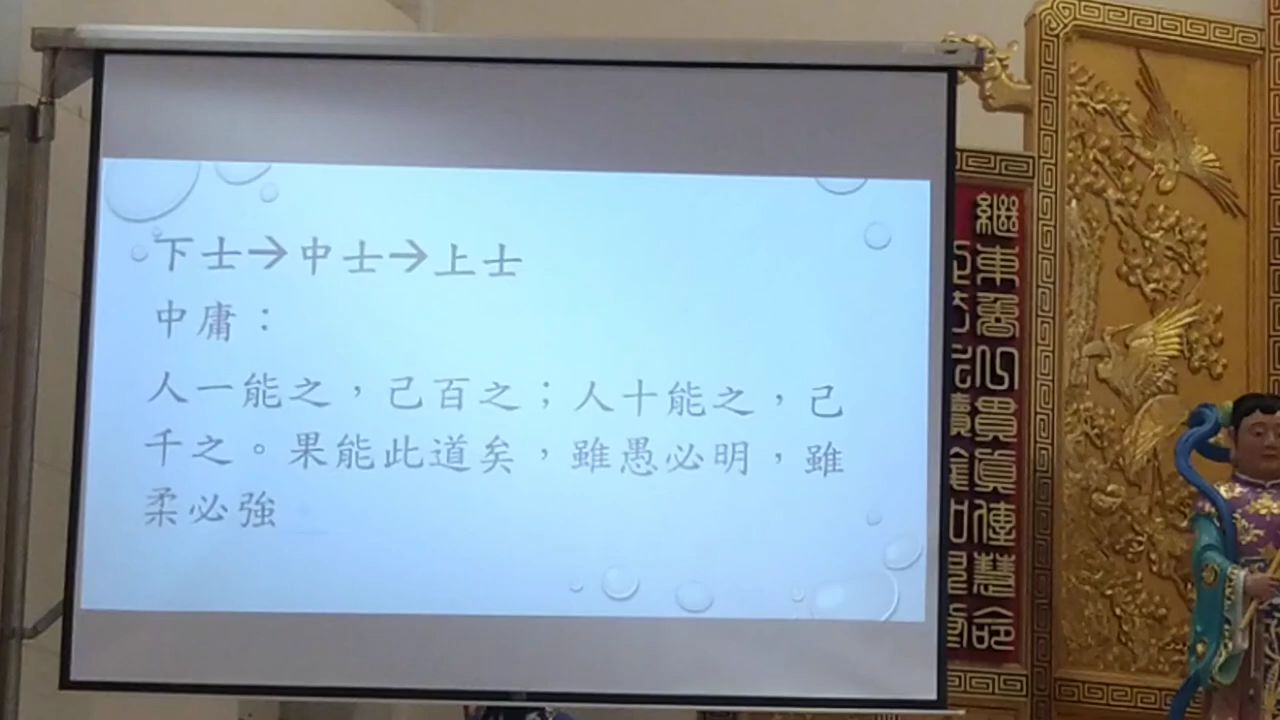 下士→中士→上士
中庸：
人一能之，己百之；人十能之，己
千之。果能此道矣，雖愚必明，雖
柔必強